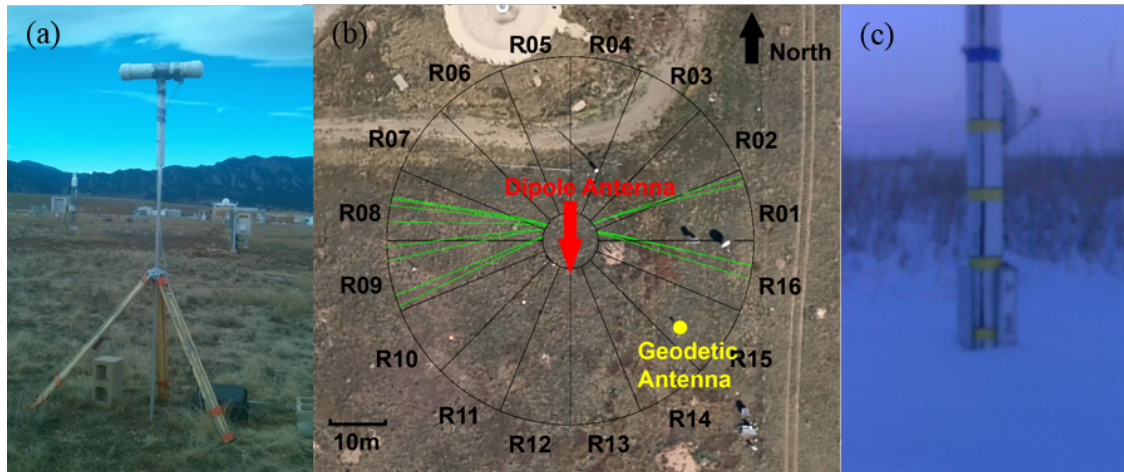 (a)
(b)
R05
R04
North
(c)
R06
R03
R07
R02
Dipole Antenna
R08
R01
R09
R16
R10
R15
Geodetic
Antenna
R11
R14
10m
R12
R13